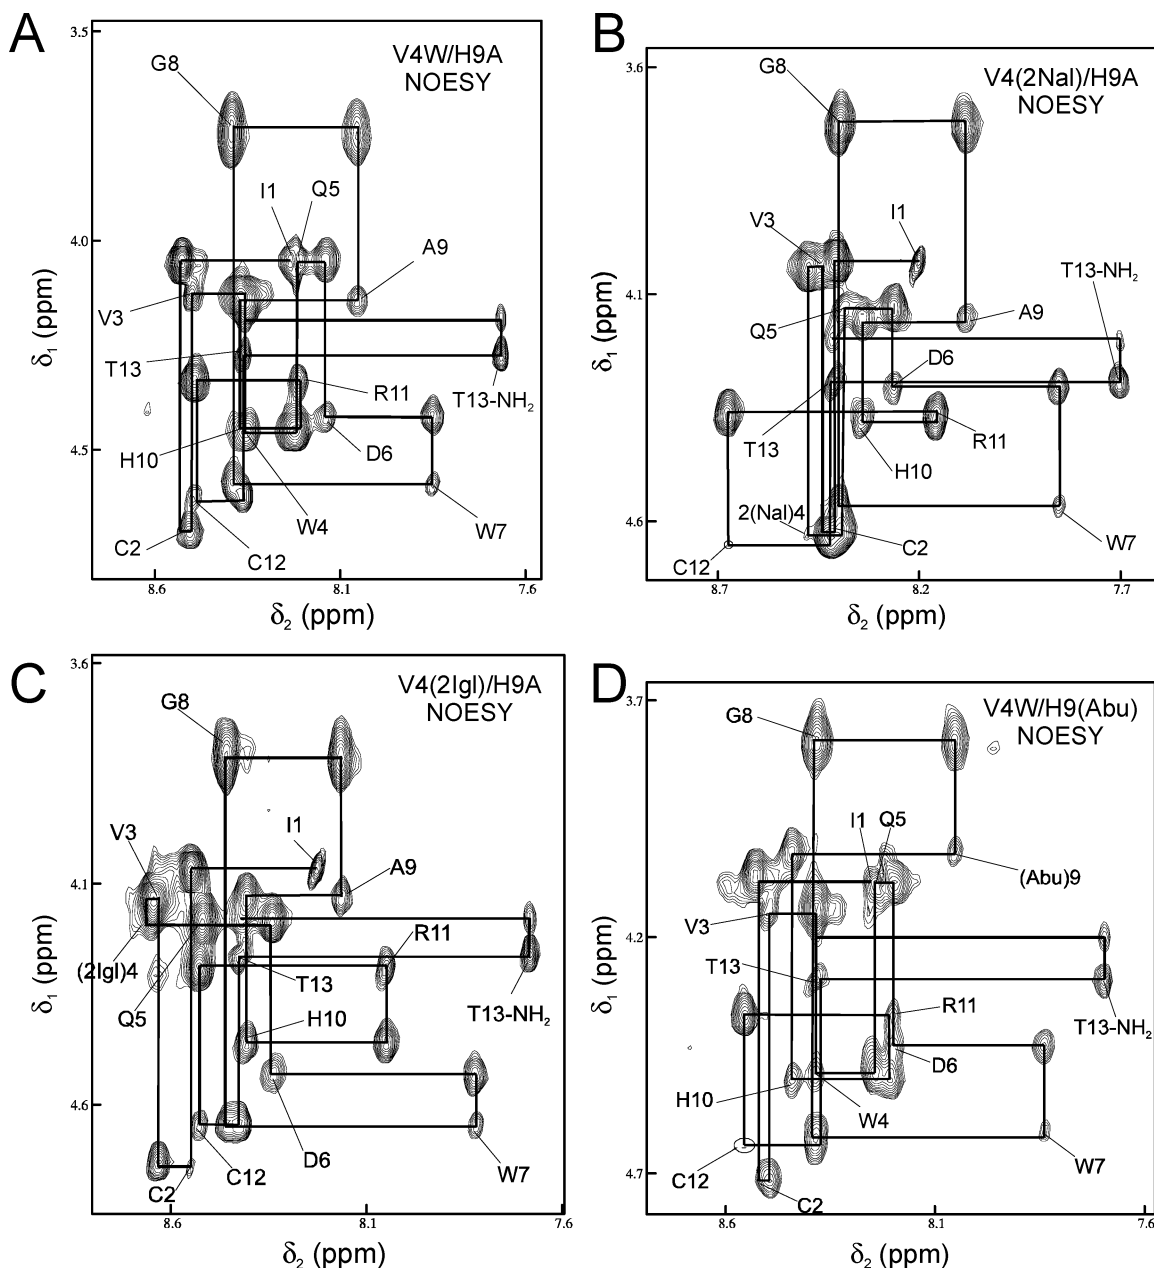 A
V4W/H9A
NOESY
3.5
4.0
4.5
δ1 (ppm)
G8
I1
Q5
A9
V3
T13
R11
T13-NH2
H10
D6
W4
W7
C2
C12
8.6
8.1
7.6
δ2 (ppm)
B
V4(2Nal)/H9A
NOESY
3.6
4.1
4.6
δ1 (ppm)
G8
V3
I1
T13-NH2
A9
Q5
D6
R11
T13
H10
2(Nal)4
W7
C2
C12
8.7
8.2
7.7
δ2 (ppm)
C
V4(2Igl)/H9A
NOESY
3.6
4.1
4.6
δ1 (ppm)
G8
I1
V3
A9
R11
(2Igl)4
T13
Q5
H10
T13-NH2
D6
C12
W7
C2
8.6
8.1
7.6
δ2 (ppm)
D
V4W/H9(Abu)
NOESY
3.7
4.2
4.7
δ1 (ppm)
G8
I1
Q5
(Abu)9
V3
T13
R11
T13-NH2
D6
H10
W4
W7
C12
C2
8.6
8.1
7.6
δ2 (ppm)